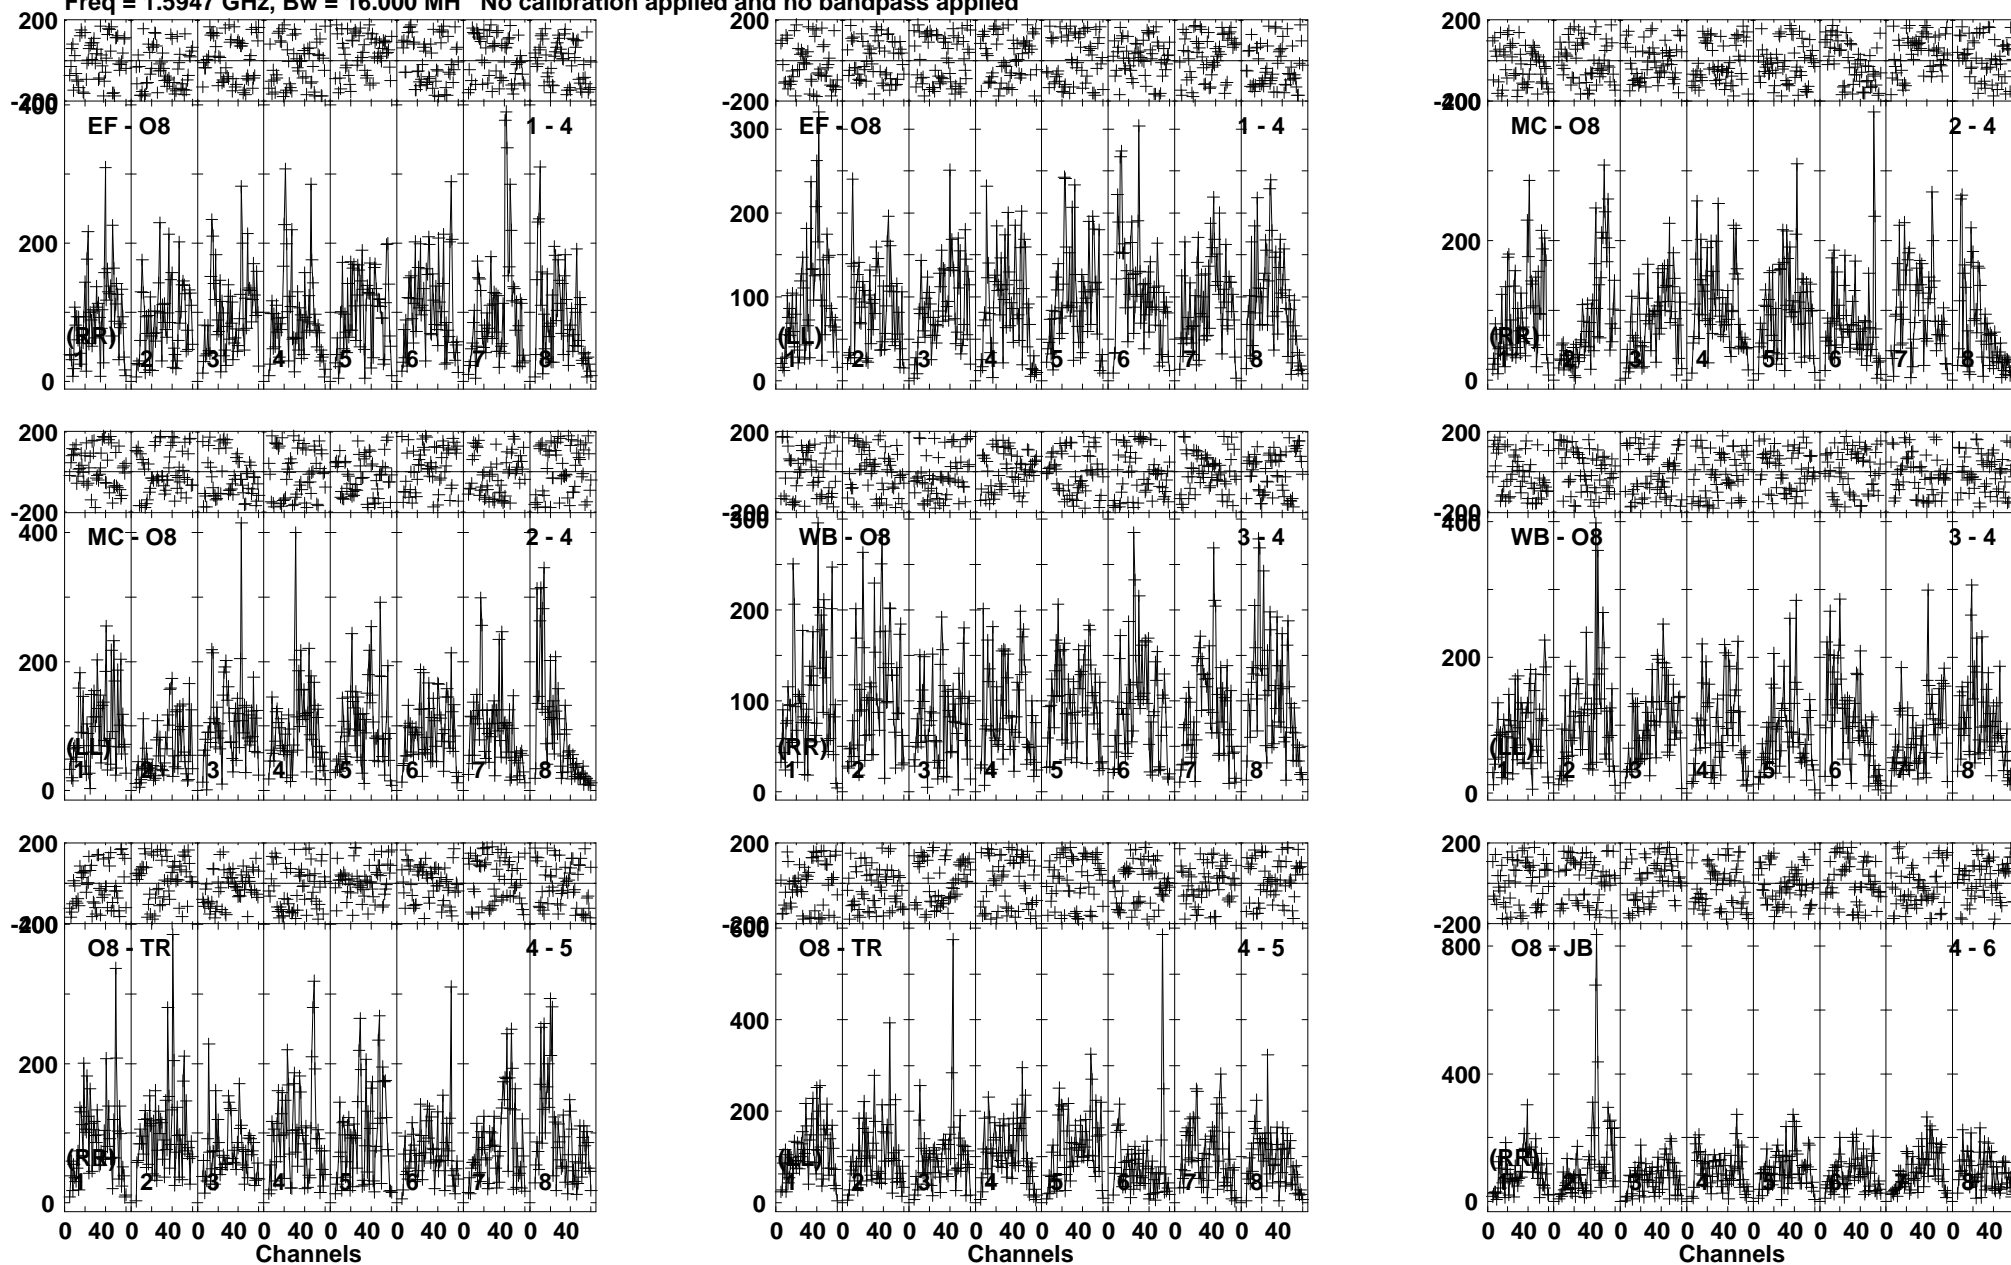 Freq = 1.5947 GHz, Bw = 16.000 MH No calibration applied and no bandpass applied
200 200 200
-200 -200 -200
400 EF - O8 1 - 4 EF - O8 1 - 4 400 MC - O8 2 - 4
300
200 200 200
100
(RR) (LL) (RR)
1 2 3 4 5 6 7 8 1 2 3 4 5 6 7 8 1 2 3 4 5 6 7 8
0 0 0
200 200 200
-200 -200 -200
300 400
400 MC - O8 2 - 4 WB - O8 3 - 4 WB - O8 3 - 4
200 200 200
100
(LL) (RR) (LL)
1 2 3 4 5 6 7 8 1 2 3 4 5 6 7 8 1 2 3 4 5 6 7 8
0 0 0
200 200 200
-200 -200 -200
400 600
O8 - TR 4 - 5 O8 - TR 4 - 5 800 O8 - JB 4 - 6
400 400
200 200
(RR) (LL) (RR)
1 2 3 4 5 6 7 8 1 2 3 4 5 6 7 8 1 2 3 4 5 6 7 8
0 0 0
0 40 0 40 0 40 0 40 0 40 0 40 0 40 0 40 0 40 0 40 0 40 0 40 0 40 0 40 0 40 0 40 0 40 0 40 0 40 0 40 0 40 0 40 0 40 0 40
Channels Channels Channels